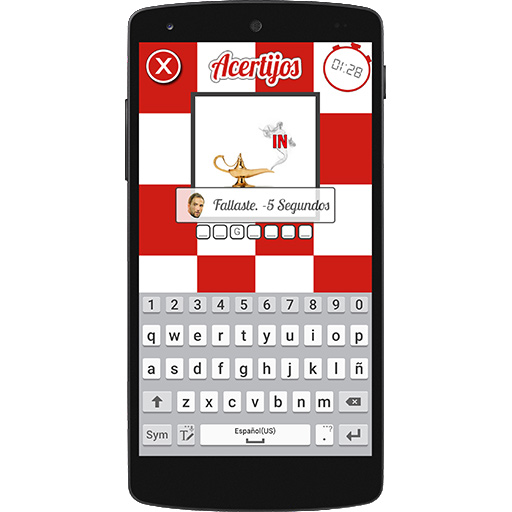 X
Acertijos
01:28
IN
Fallaste. -5 Segundos
_ _ G _ _ _ _
1 2 3 4 5 6 7 8 9 0
q w e r t y u i o p
a s d f g h j k l ñ
z x c v b n m
Sym T Español(US) . ,?